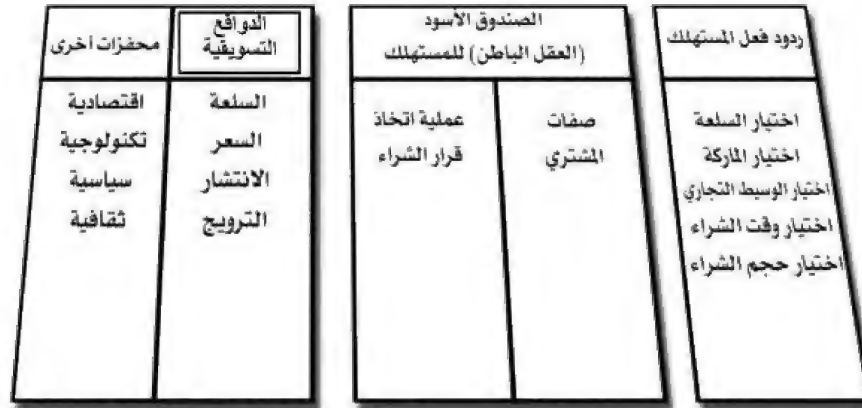 ردود فعل المستهلك
اختيار السلعة
اختيار الماركة
اختيار الوسيط التجاري
اختيار وقت الشراء
اختيار حجم الشراء
الصندوق الأسود
(العقل الباطن) للمستهلك
صفات
المشتري
عملية اتخاذ
قرار الشراء
الدوافع
التسويقية
السلعة
السعر
الانتشار
الترويج
محفزات أخرى
اقتصادية
تكنولوجية
سياسية
ثقافية